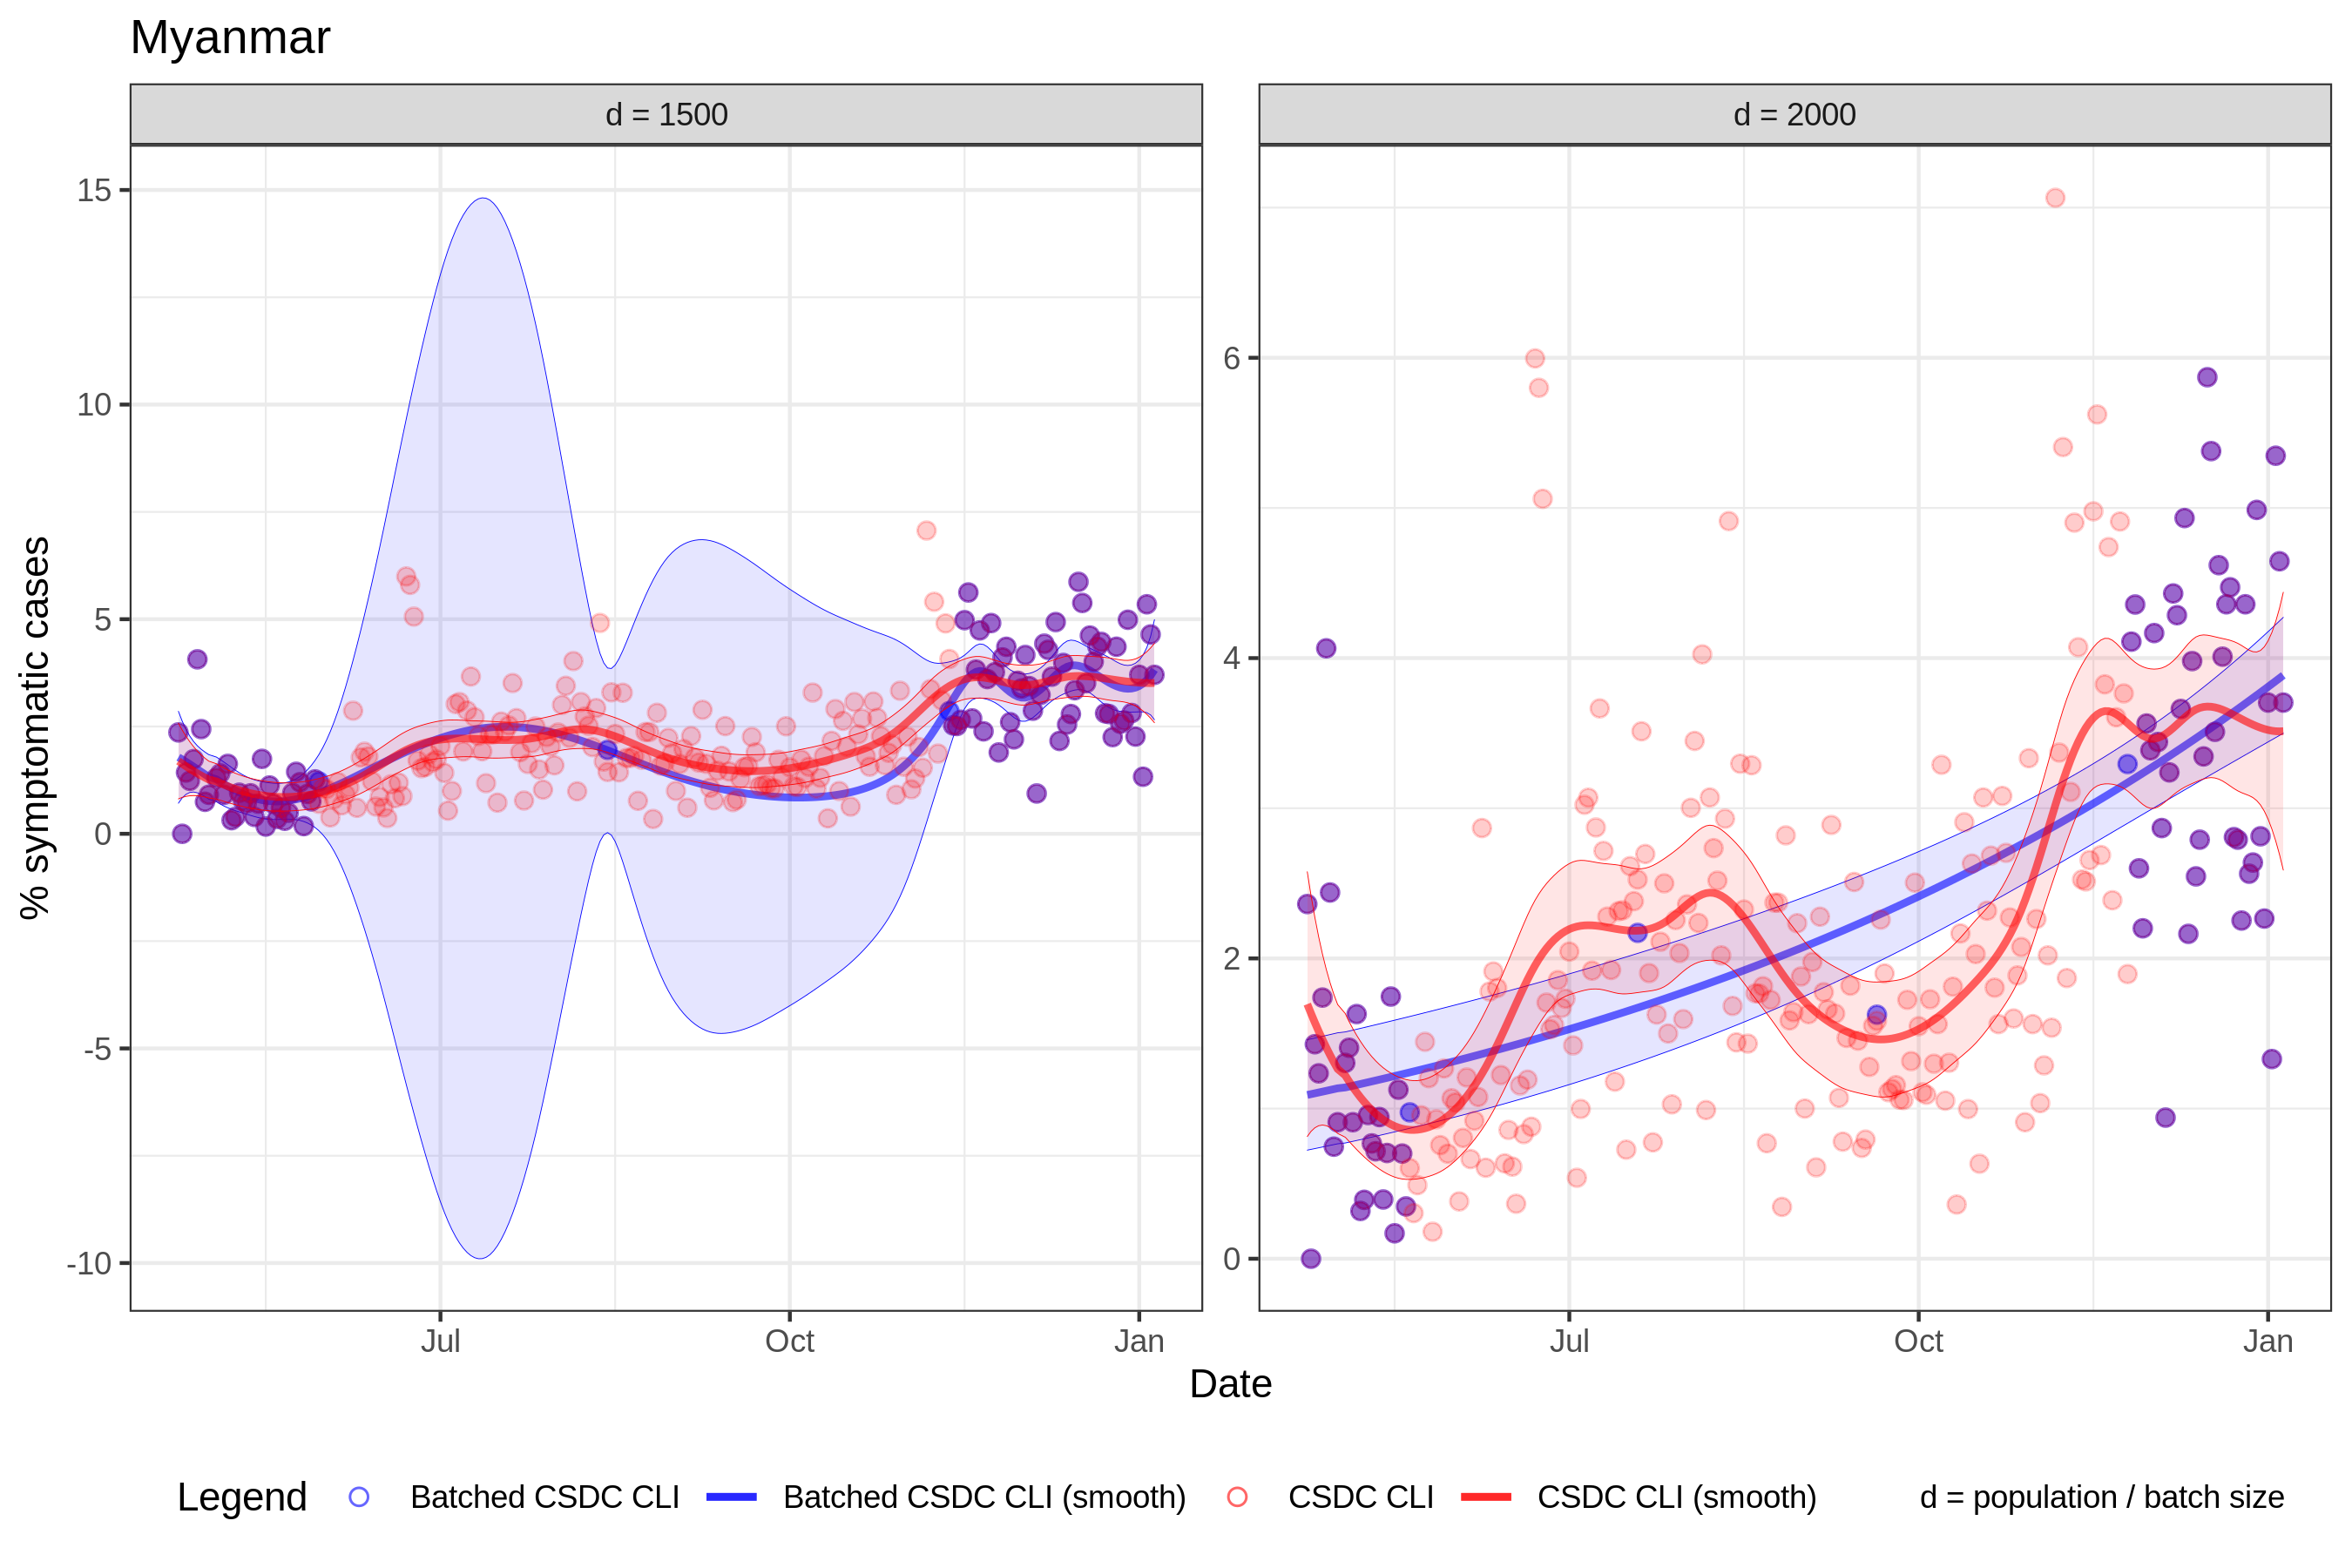 Myanmar
d = 1500
d = 2000
% symptomatic cases
15
10
5
0
-5
-10
6
4
2
0
Jul
Oct
Jan
Jul
Oct
Jan
Date
Legend
Batched CSDC CLI
Batched CSDC CLI (smooth)
CSDC CLI
CSDC CLI (smooth)
d = population / batch size